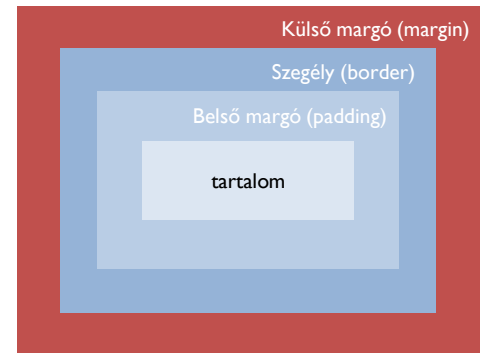 Külső margó (margin)
Szegély (border)
Belső margó (padding)
tartalom